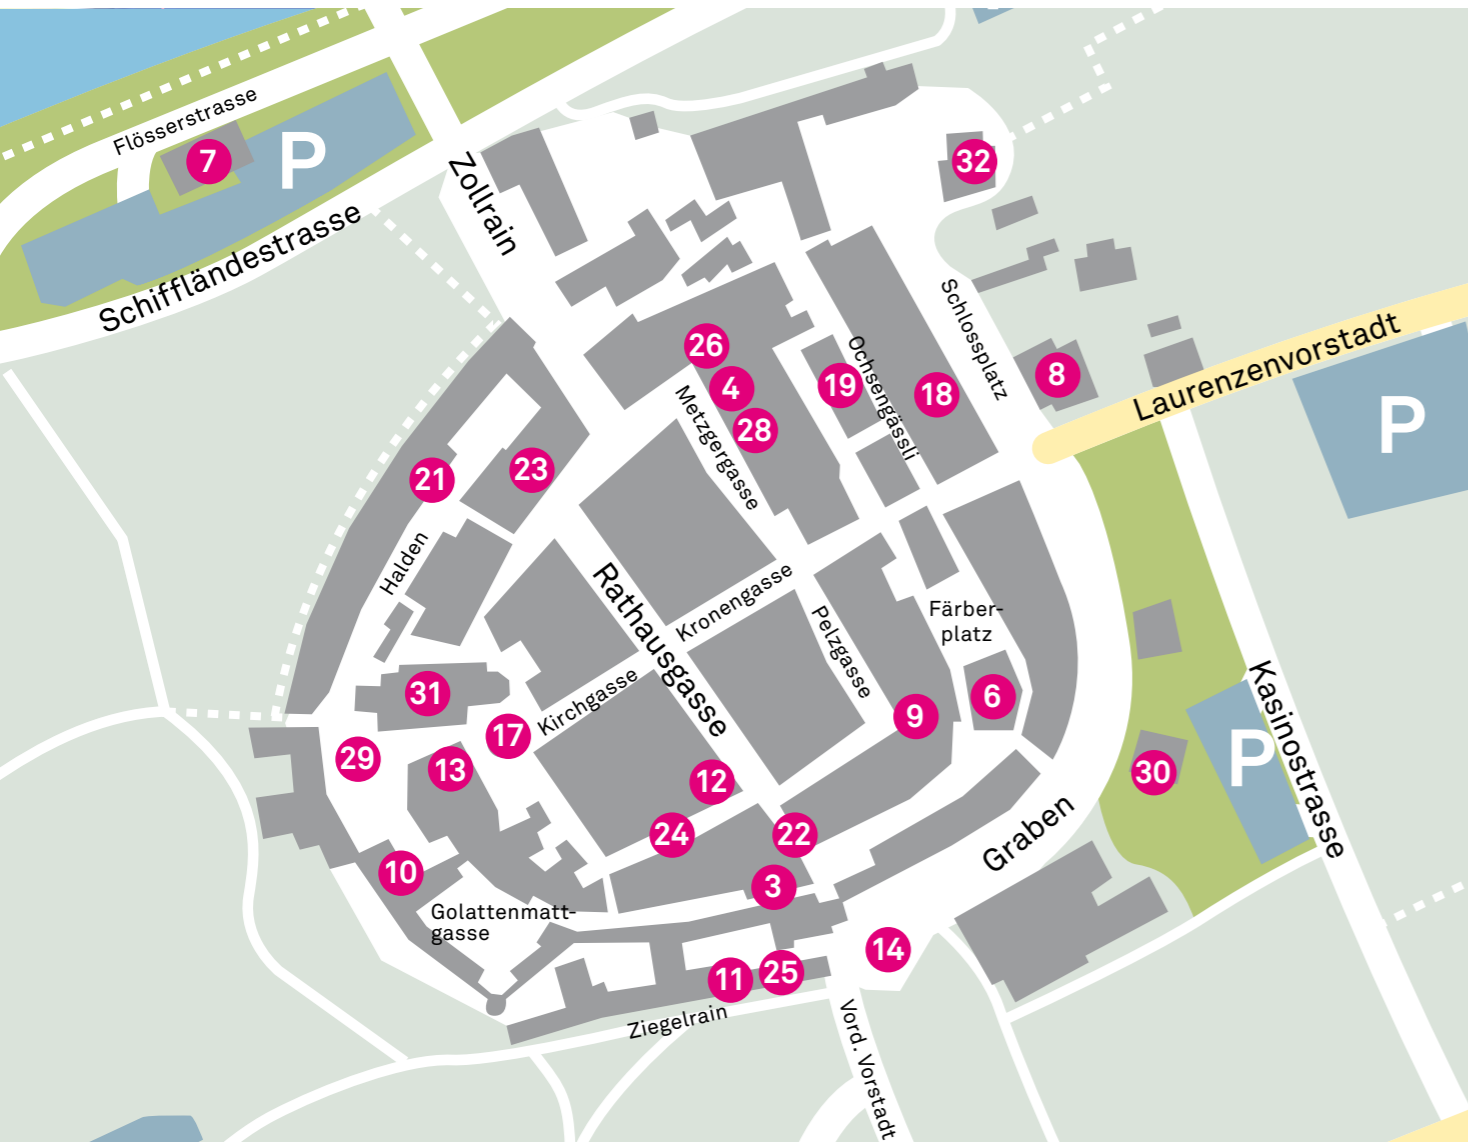 Flösserstrasse
7
P
Zollrain
32
Schiffländestrasse
Schlossplatz
Laurenzenvorstadt
26
4
28
19
Ochsengässli
18
8
P
Metzgergasse
21
23
Halden
Rathausgasse
Kronengasse
Pelzgasse
Färber-
platz
31
Kirchgasse
17
9
6
Kasinostrasse
29
13
12
30
P
24
22
Graben
10
3
Golattenmatt-
gasse
14
11
25
Ziegelrain
Vord. Vorstadt